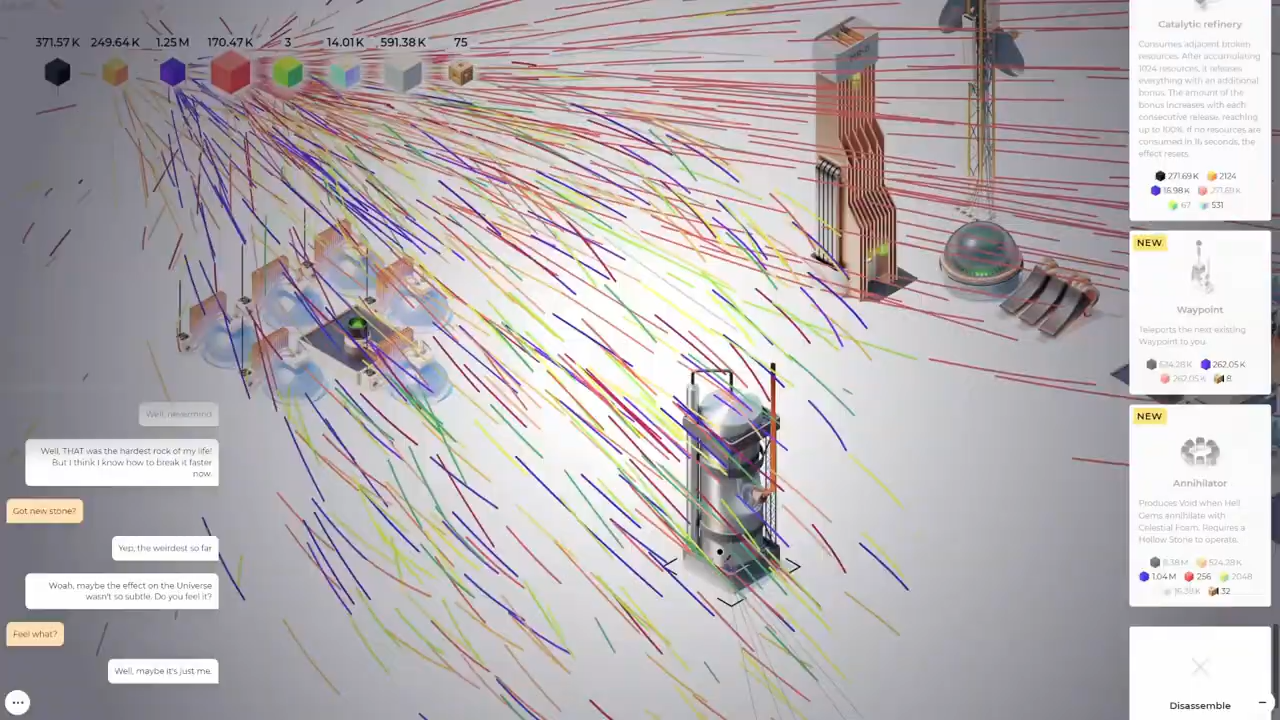 371.57 K 249.64 K 1.25 M 170.47 K 3 14.01 K 591.38 K 75
Well, nevermind
Well, THAT was the hardest rock of my life!
But I think I know how to break it faster
now.
Got new stone?
Yep, the weirdest so far
Woah, maybe the effect on the Universe
wasn't so subtle. Do you feel it?
Feel what?
Well, maybe it's just me.
Catalytic refinery
Consumes adjacent broken
resources. After accumulating
1024 resources, it releases
everything with an additional
bonus. The amount of the
bonus increases with each
consecutive release, reaching
up to 100%. If no resources are
consumed in 16 seconds, the
effect resets.
271.69 K 2124
16.98 K 271.69 K
67 531
NEW
Waypoint
Teleports the next existing
Waypoint to you.
524.28 K 262.05 K
262.05 K 8
NEW
Annihilator
Produces Void when Hell
Gems annihilate with
Celestial Foam. Requires a
Hollow Stone to operate.
8.38 M 524.28 K
1.04 M 256 2048
16.38 K 32
Disassemble